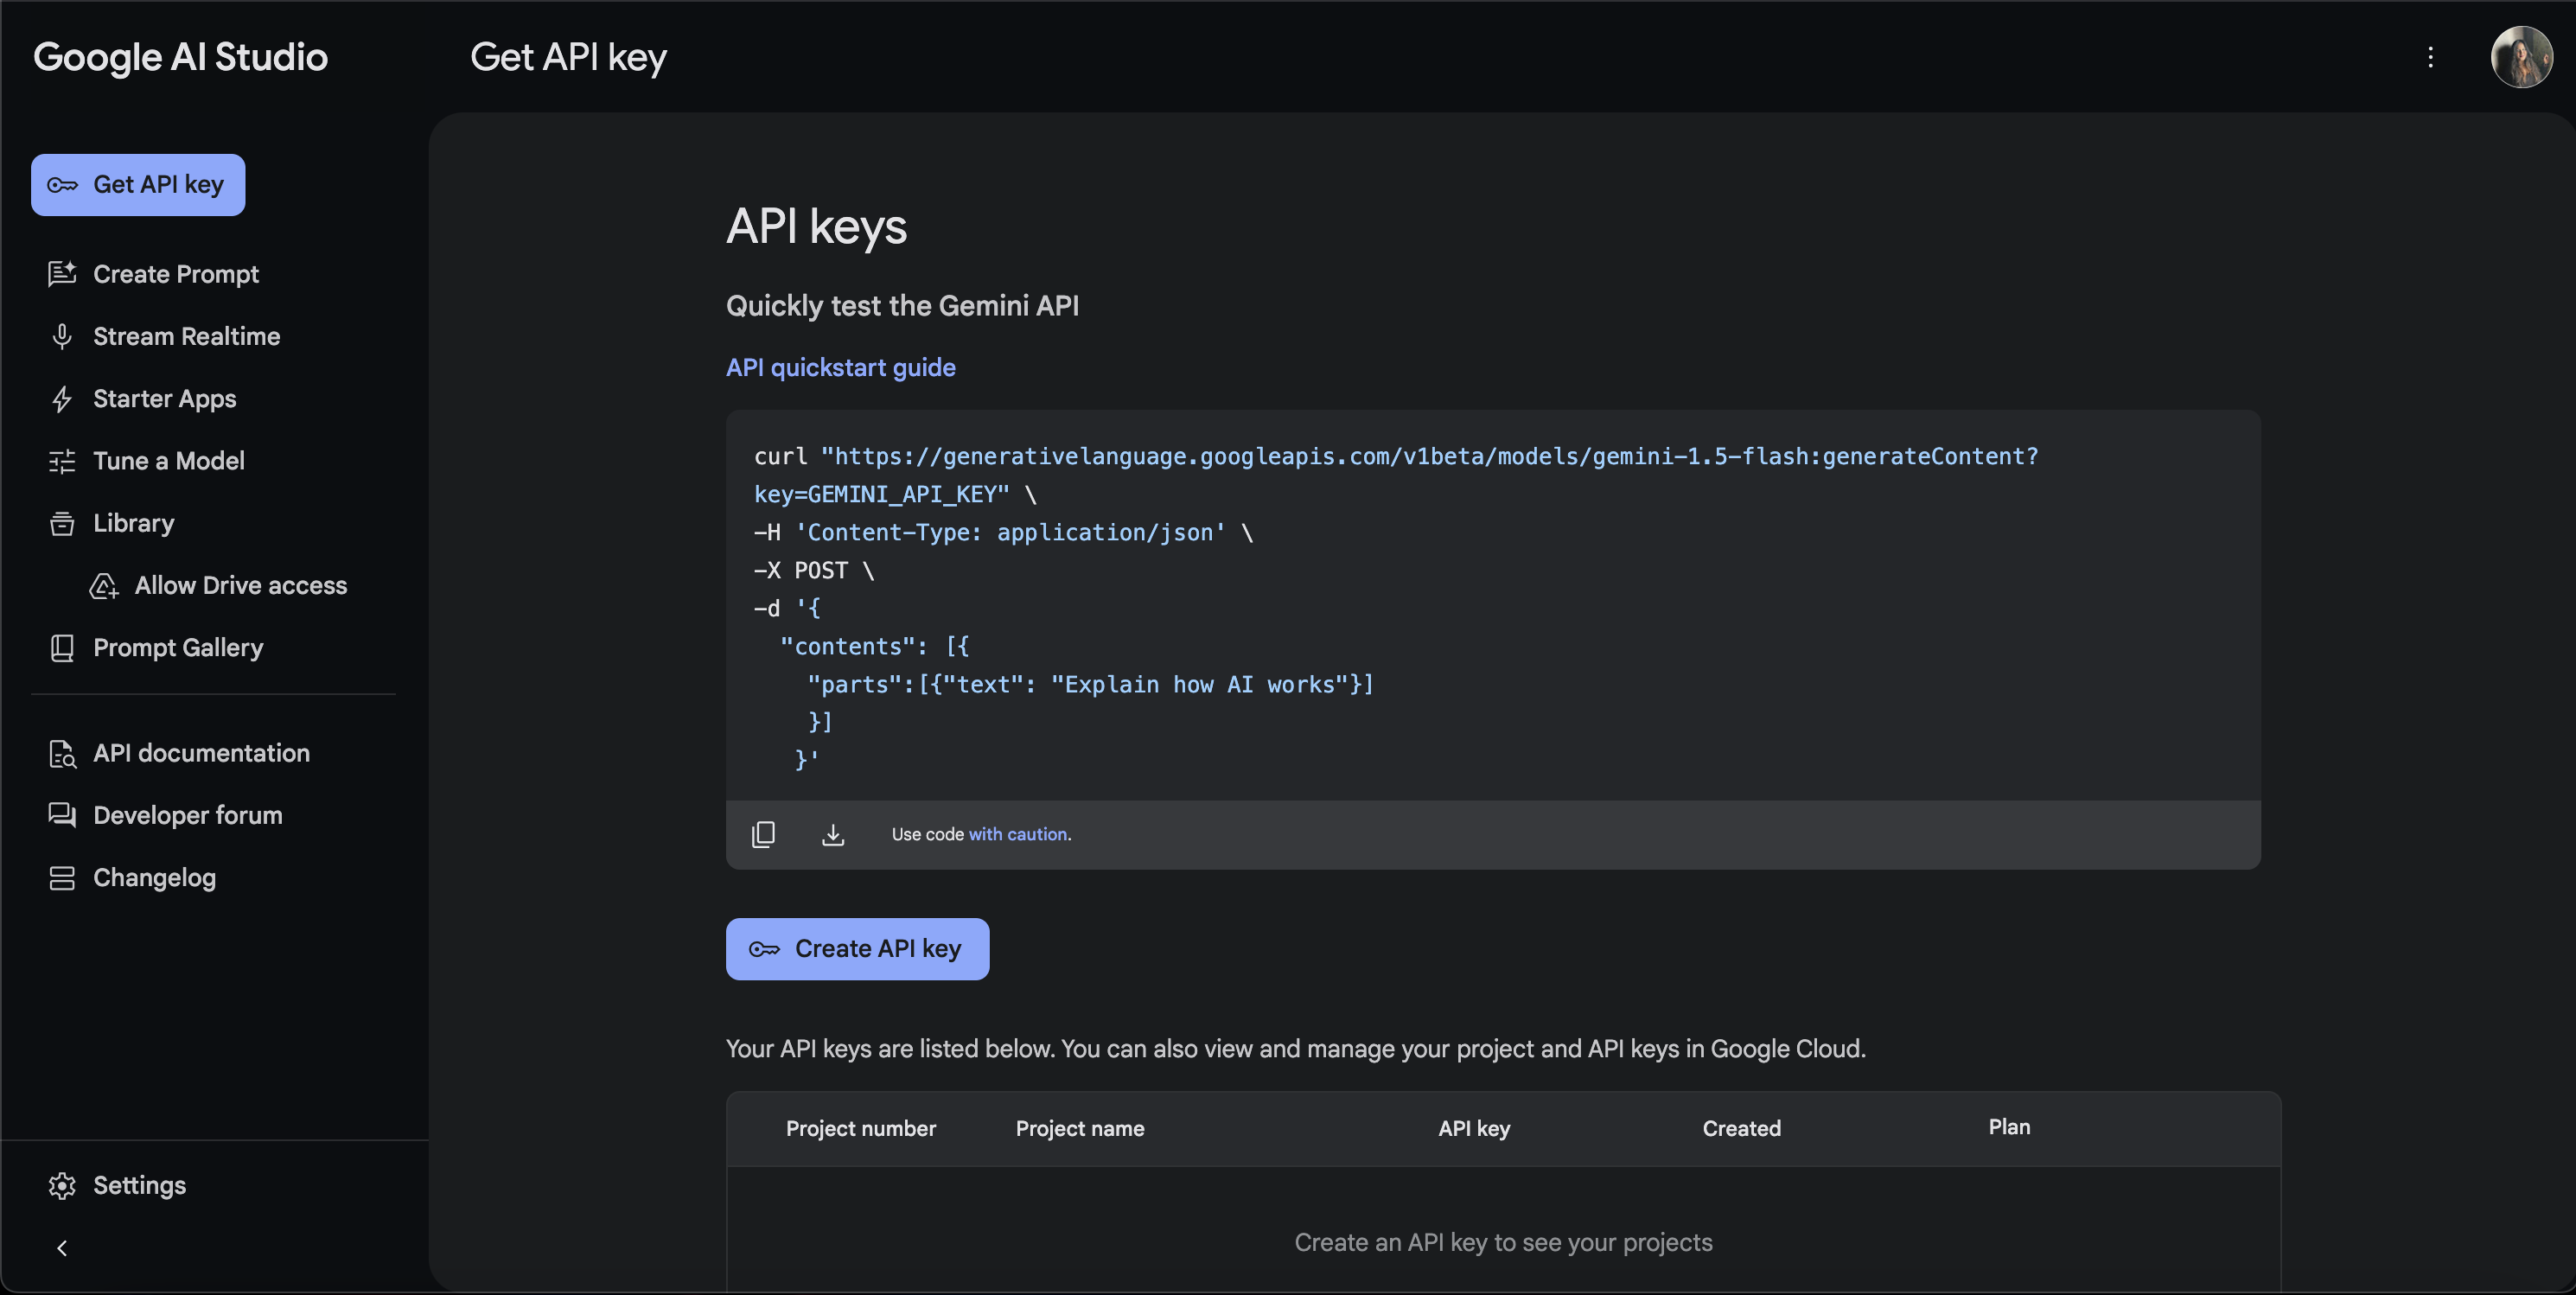 Google AI Studio
Get API key
Get API key
Create Prompt
Stream Realtime
Starter Apps
Tune a Model
Library
Allow Drive access
Prompt Gallery
API documentation
Developer forum
Changelog
Settings
API keys
Quickly test the Gemini API
API quickstart guide
curl "https://generativelanguage.googleapis.com/v1beta/models/gemini-1.5-flash:generateContent?
key=GEMINI_API_KEY" \
-H 'Content-Type: application/json' \
-X POST \
-d '{
  "contents": [{
    "parts":[{"text": "Explain how AI works"}]
    }]
   }'
Use code with caution.
Create API key
Your API keys are listed below. You can also view and manage your project and API keys in Google Cloud.
Project number Project name API key Created Plan
Create an API key to see your projects